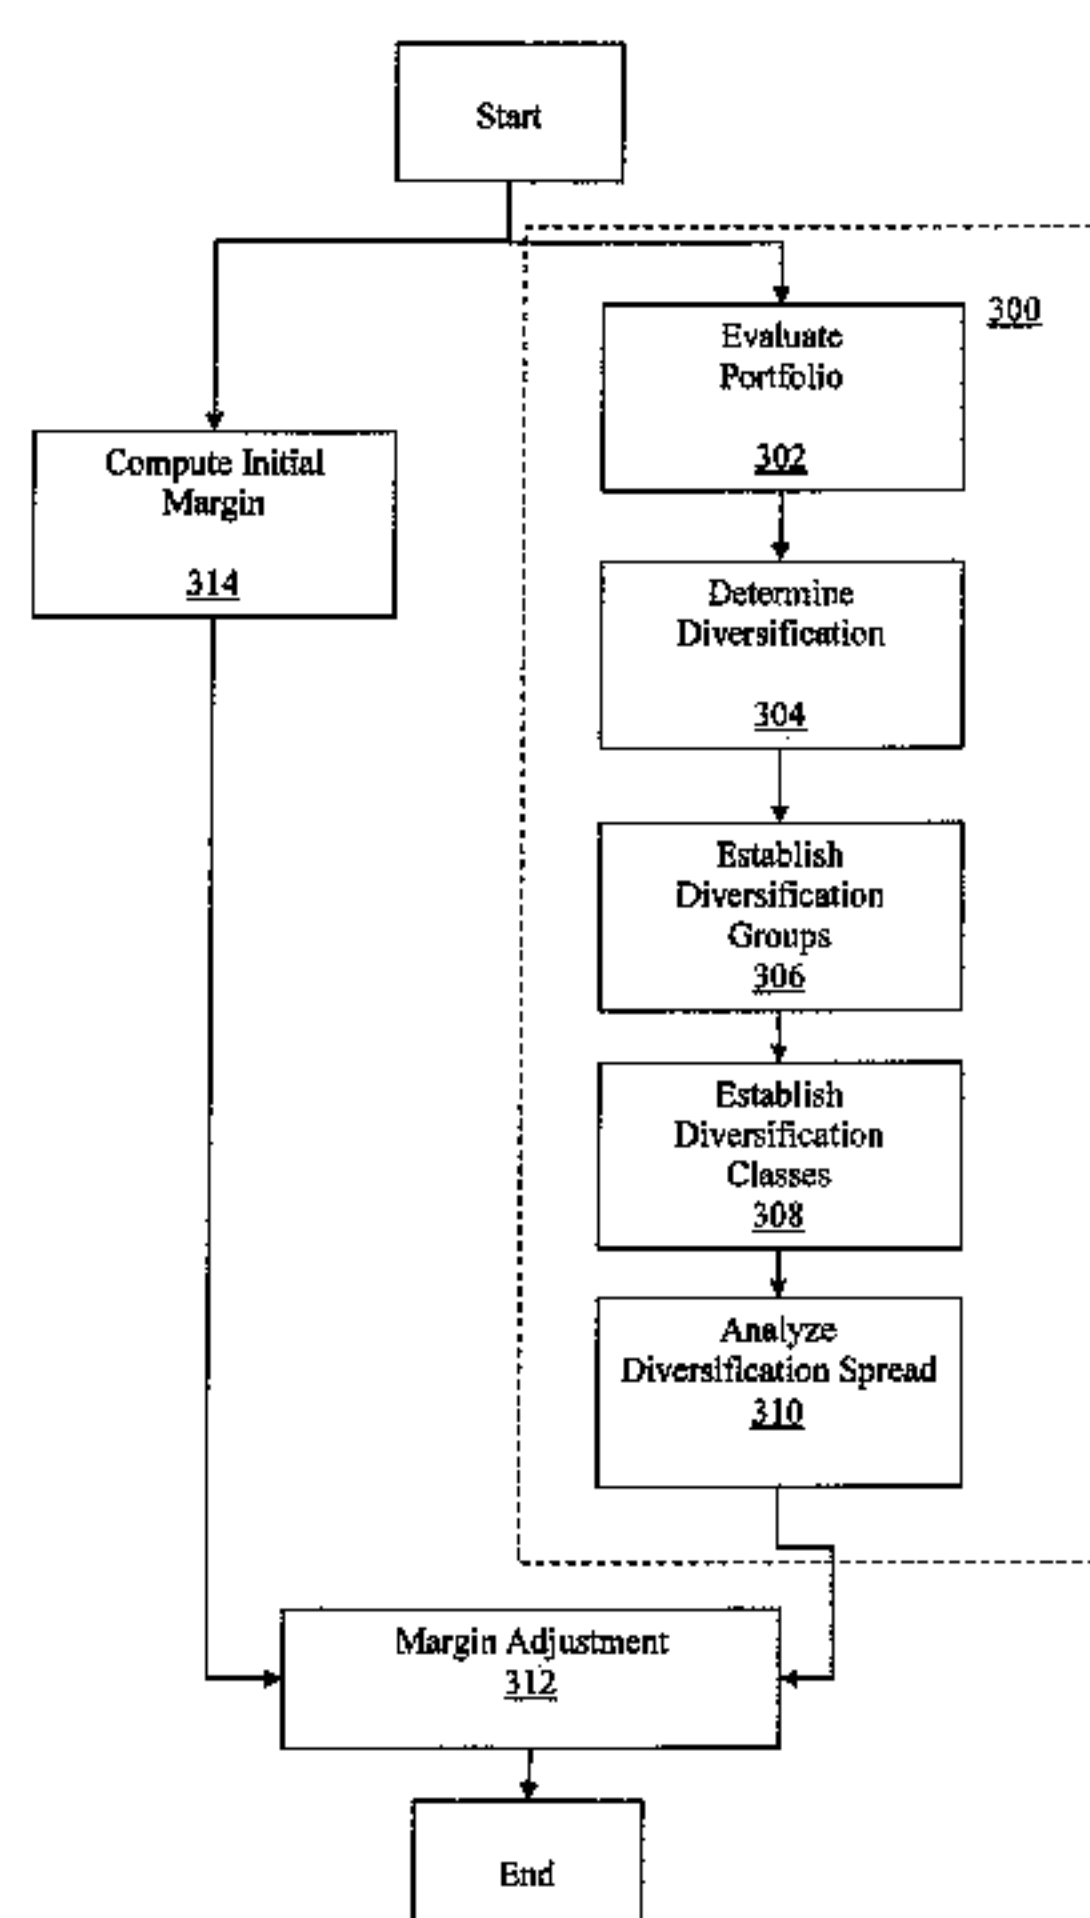 Start
300
Evaluate
Portfolio
302
Compute Initial
Margin
314
Determine
Diversification
304
Establish
Diversification
Groups
306
Establish
Diversification
Classes
308
Analyze
Diversification Spread
310
Margin Adjustment
312
End